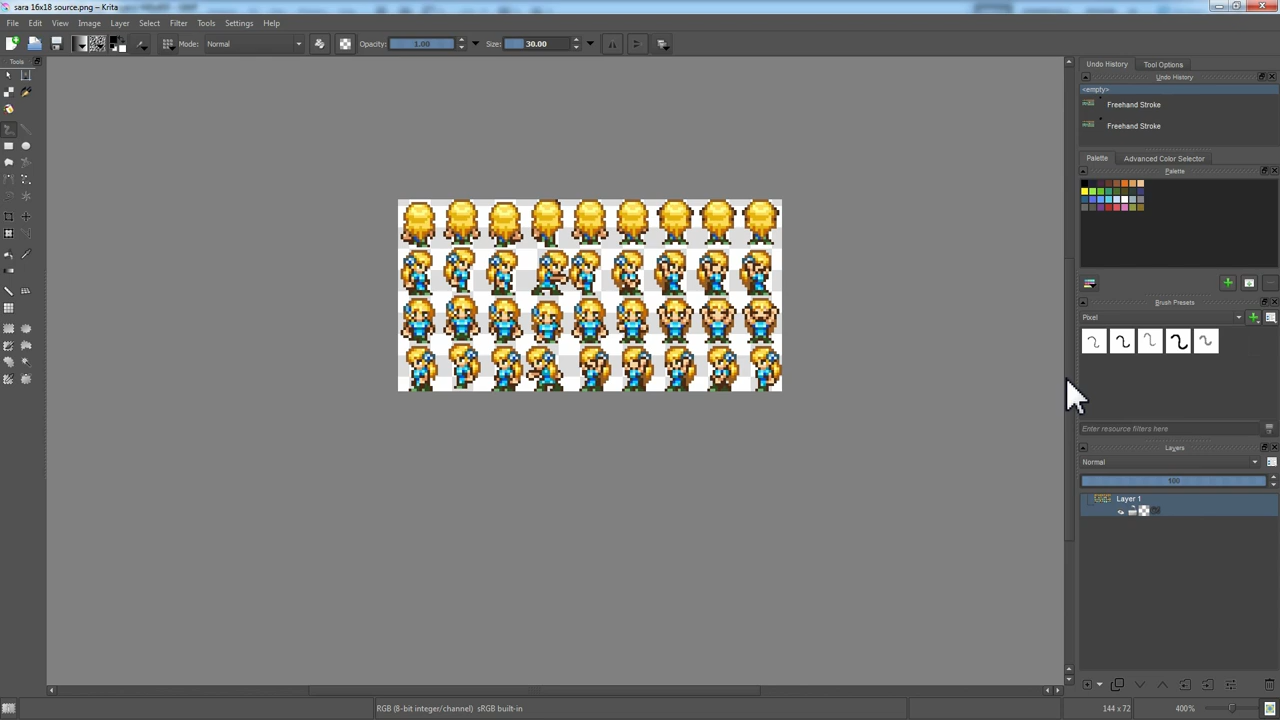 sara 16x18 source.png – Krita
File Edit View Image Layer Select Filter Tools Settings Help
Mode: Normal Opacity: 1.00 Size: 30.00
Tools
Undo History Tool Options
Undo History
<empty>
Freehand Stroke
Freehand Stroke
Palette Advanced Color Selector
Palette
Brush Presets
Pixel
Enter resource filters here
Layers
Normal
100
Layer 1
RGB (8-bit integer/channel) sRGB built-in 144 x 72 400%